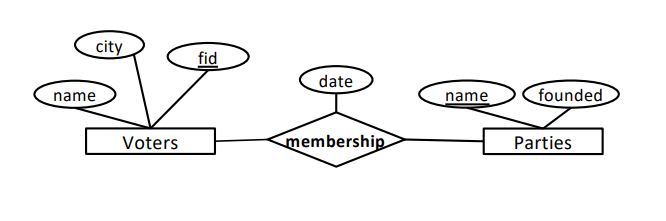 city
fid
name
date
name
founded
Voters
membership
Parties